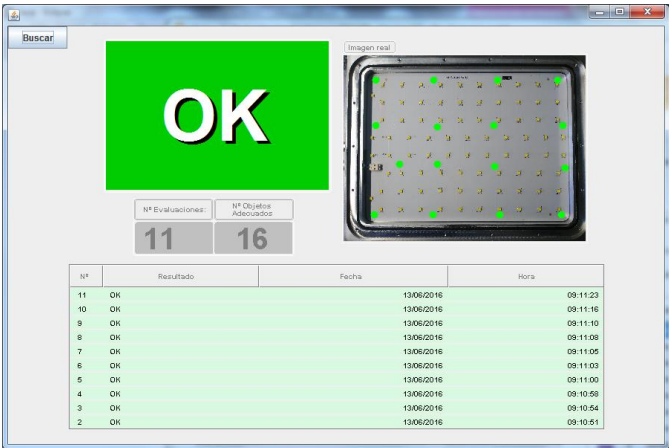 Buscar
OK
Imagen real
Nº Evaluaciones:
Nº Objetos
Adecuados
11
16
Nº Resultado Fecha Hora
11 OK 13/06/2016 09:11:23
10 OK 13/06/2016 09:11:16
9 OK 13/06/2016 09:11:10
8 OK 13/06/2016 09:11:08
7 OK 13/06/2016 09:11:05
6 OK 13/06/2016 09:11:03
5 OK 13/06/2016 09:11:00
4 OK 13/06/2016 09:10:58
3 OK 13/06/2016 09:10:54
2 OK 13/06/2016 09:10:51